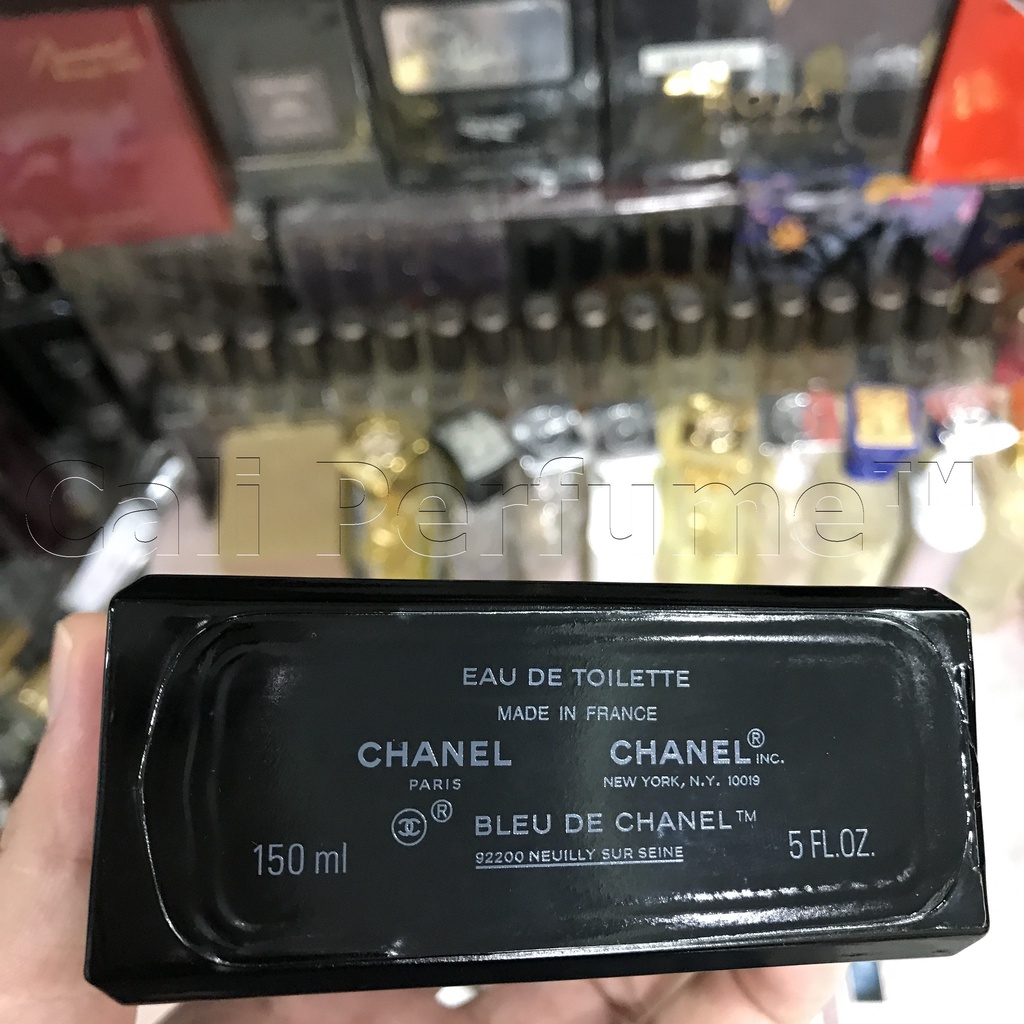 Cali Perfume™
EAU DE TOILETTE
MADE IN FRANCE
CHANEL
PARIS
CHANEL® INC.
NEW YORK, N.Y. 10019
®
BLEU DE CHANEL™
92200 NEUILLY SUR SEINE
150 ml
5 FL.OZ.